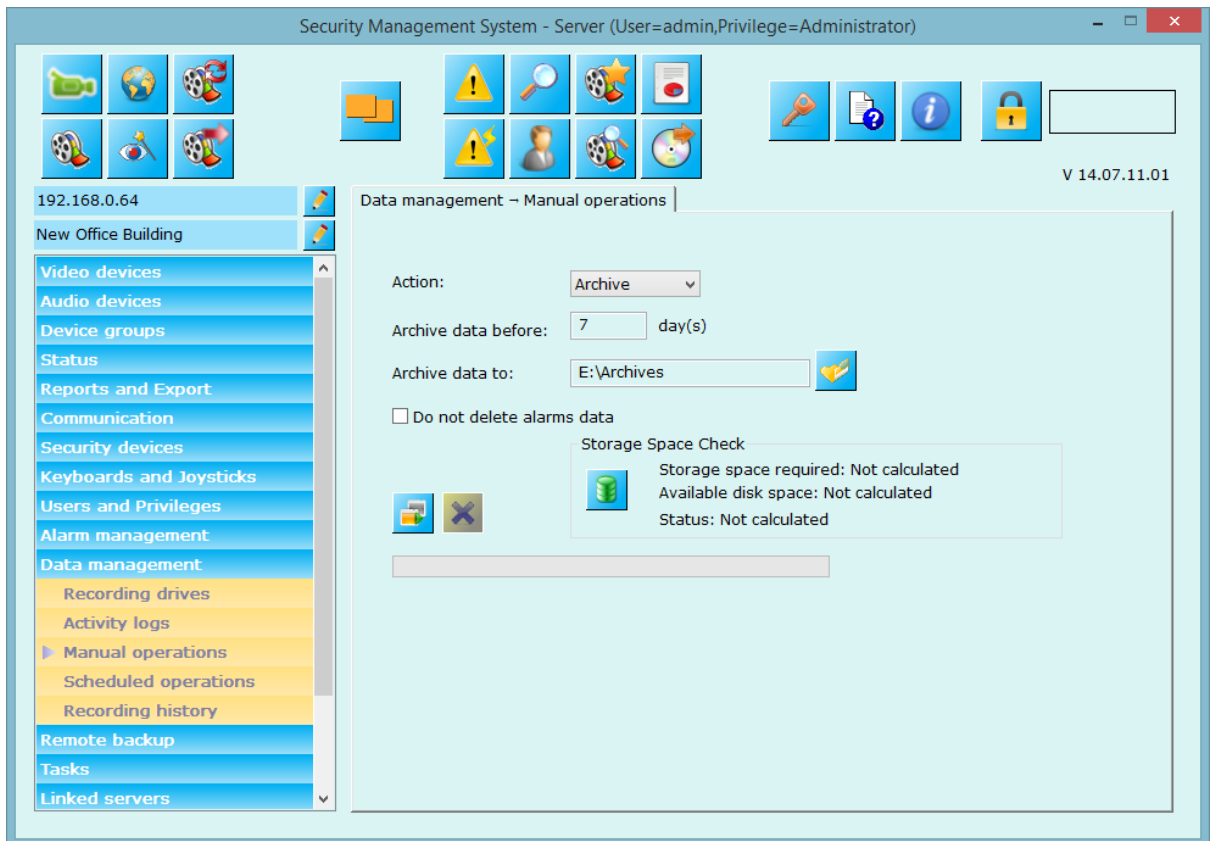 Security Management System - Server (User=admin,Privilege=Administrator)
V 14.07.11.01
192.168.0.64
New Office Building
Video devices
Audio devices
Device groups
Status
Reports and Export
Communication
Security devices
Keyboards and Joysticks
Users and Privileges
Alarm management
Data management
Recording drives
Activity logs
Manual operations
Scheduled operations
Recording history
Remote backup
Tasks
Linked servers
Data management → Manual operations
Action: Archive
Archive data before: 7 day(s)
Archive data to: E:\Archives
Do not delete alarms data
Storage Space Check
Storage space required: Not calculated
Available disk space: Not calculated
Status: Not calculated